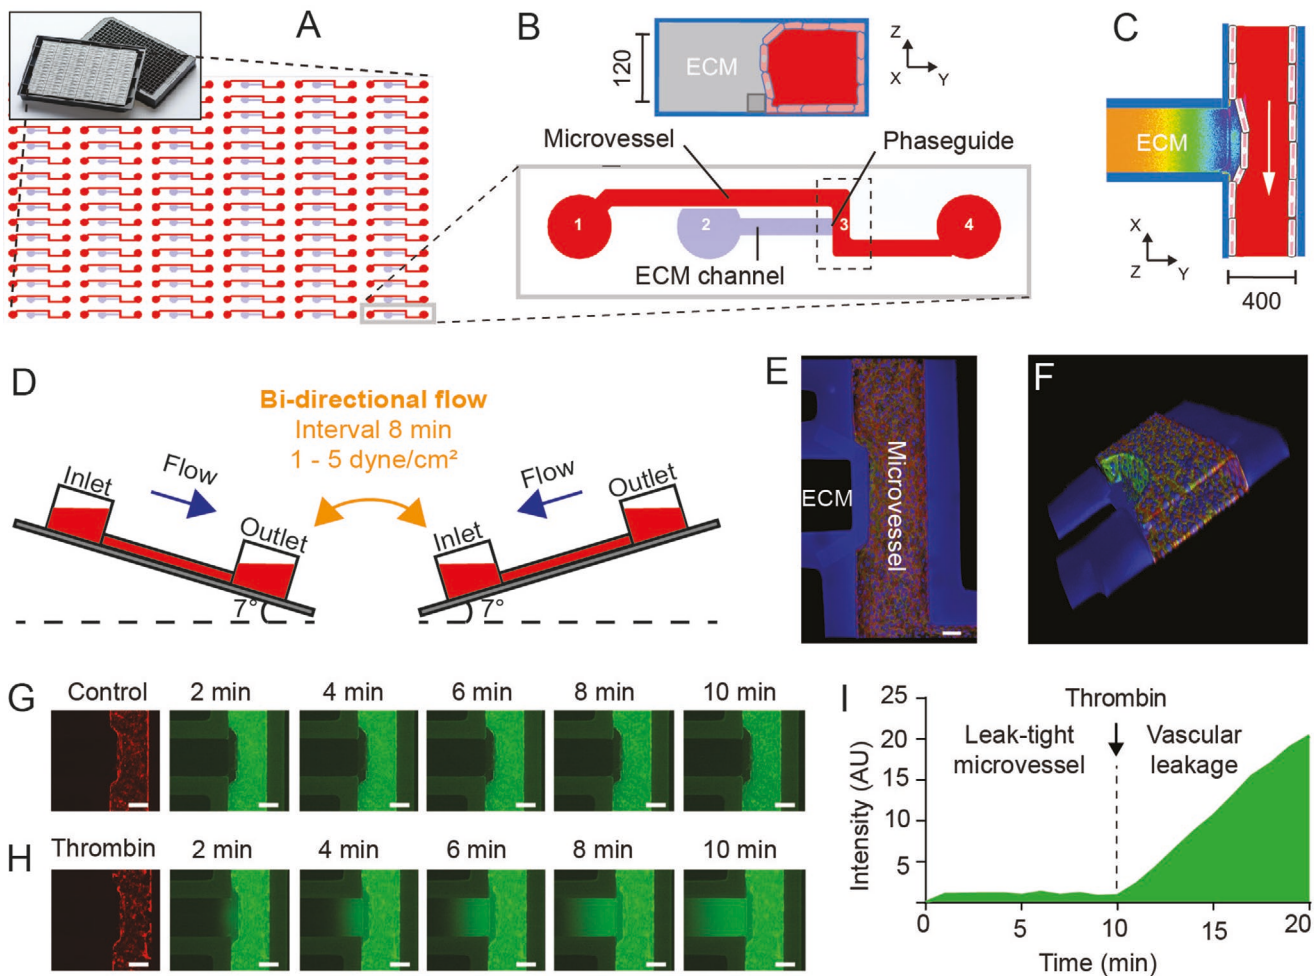 A
B
ECM
120
Z
X
Y
Microvessel
Phaseguide
1
2
3
4
ECM channel
C
ECM
X
Z
Y
400
D
Bi-directional flow
Interval 8 min
1 - 5 dyne/cm²
Inlet
Flow
Outlet
7°
Inlet
Flow
Outlet
7°
E
ECM
Microvessel
F
G
Control
2 min
4 min
6 min
8 min
10 min
H
Thrombin
2 min
4 min
6 min
8 min
10 min
I
Thrombin
Leak-tight
microvessel
Vascular
leakage
Intensity (AU)
25
20
15
10
5
0
5
10
15
20
Time (min)